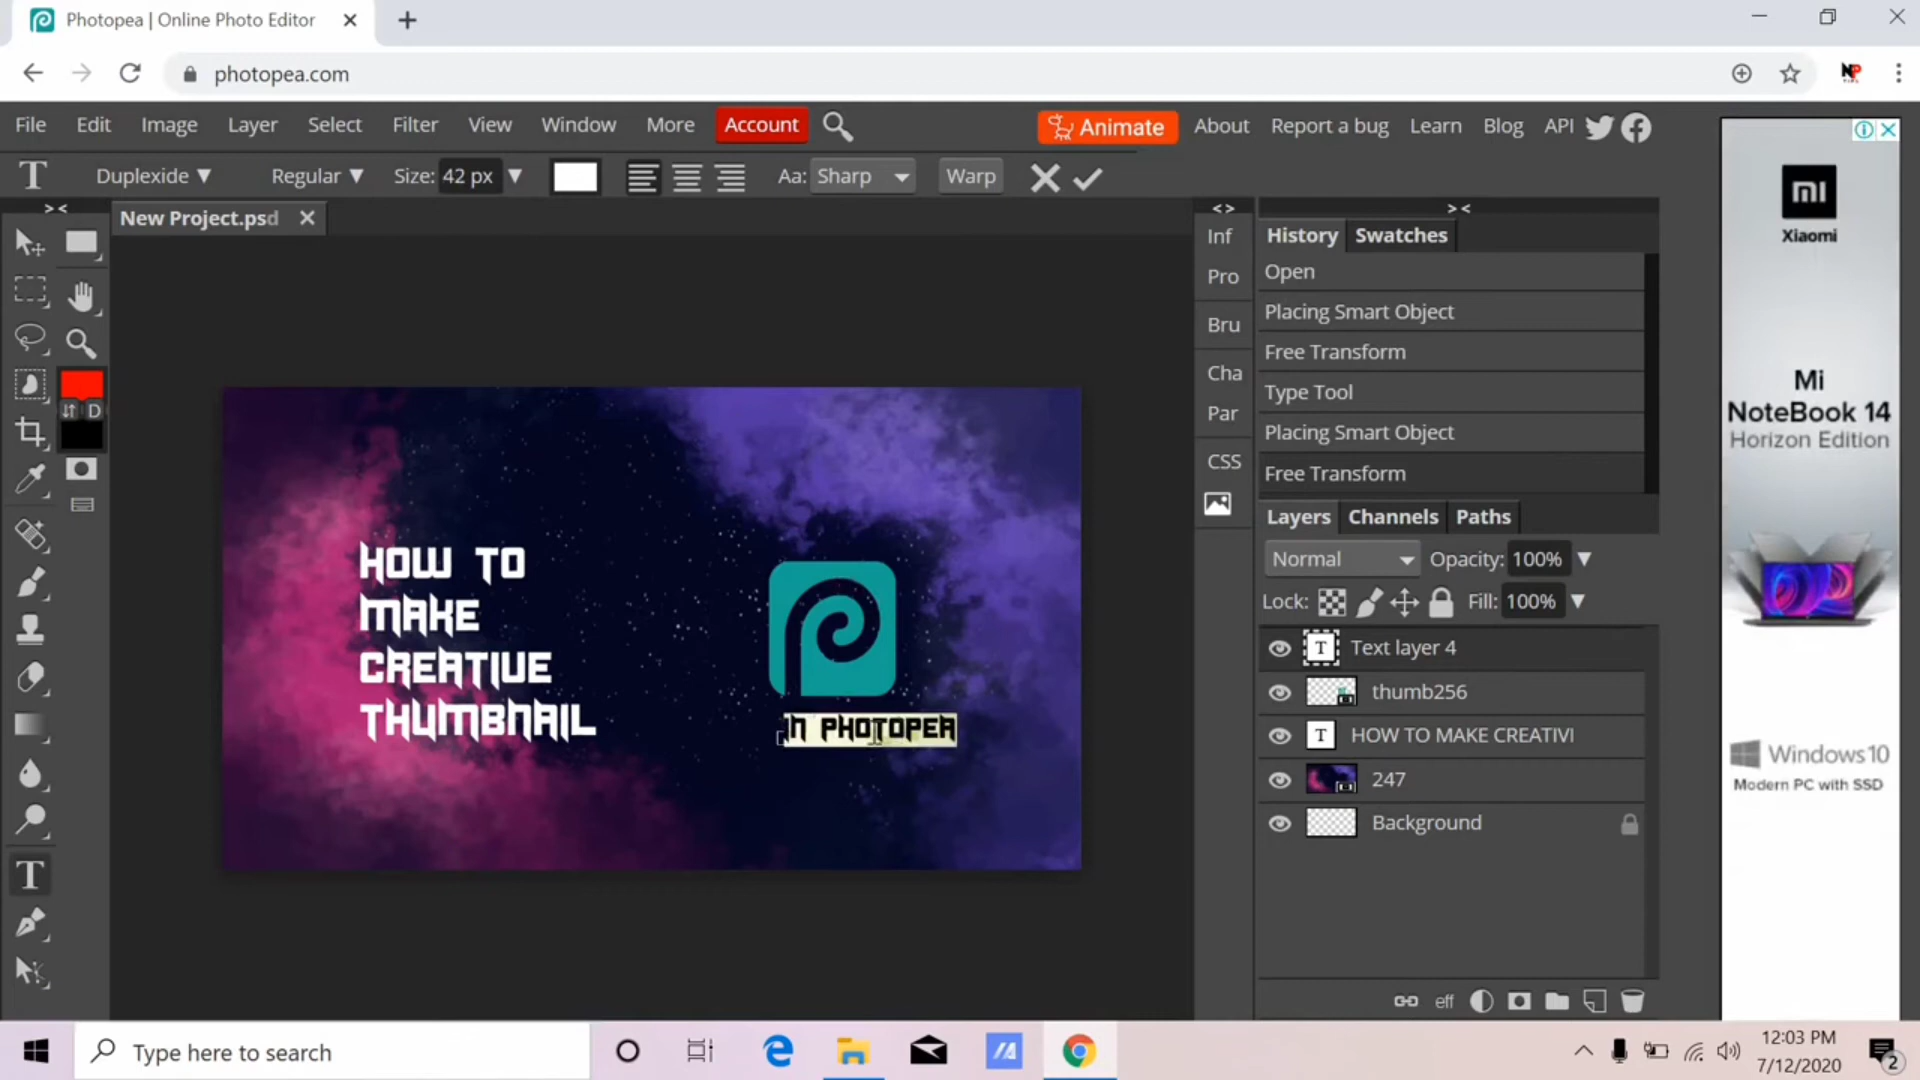 Photopea | Online Photo Editor
photopea.com
File Edit Image Layer Select Filter View Window More Account Animate About Report a bug Learn Blog API
T Duplexide Regular Size: 42 px Aa: Sharp Warp
New Project.psd
Inf
Pro
Bru
Cha
Par
CSS
History Swatches
Open
Placing Smart Object
Free Transform
Type Tool
Placing Smart Object
Free Transform
Layers Channels Paths
Normal Opacity: 100%
Lock: Fill: 100%
T Text layer 4
thumb256
T HOW TO MAKE CREATIVI
247
Background
eff
D
T
HOW TO
MAKE
CREATIVE
THUMBNAIL
IN PHOTOPEA
mi
Xiaomi
Mi
NoteBook 14
Horizon Edition
Windows10
Modern PC with SSD
Type here to search
12:03 PM
7/12/2020
2